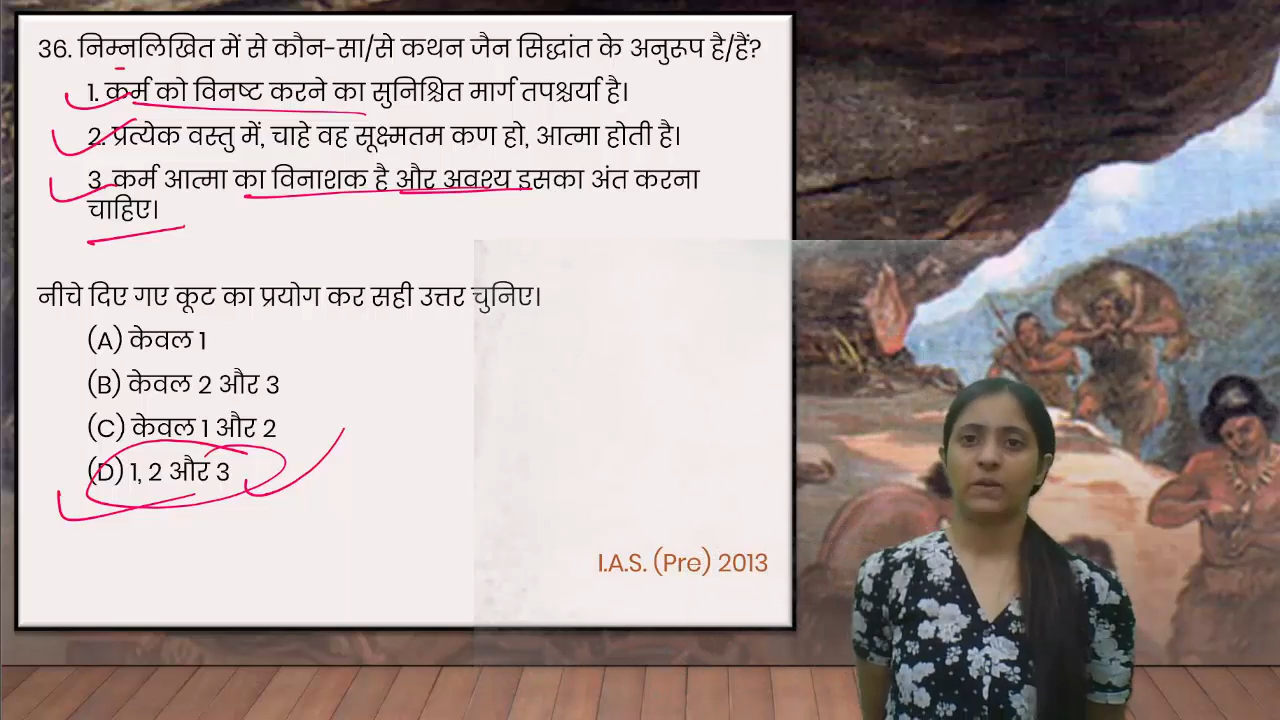 36. निम्नलिखित में से कौन-सा/से कथन जैन सिद्धांत के अनुरूप है/हैं?
1. कर्म को विनष्ट करने का सुनिश्चित मार्ग तपश्चर्या है।
2. प्रत्येक वस्तु में, चाहे वह सूक्ष्मतम कण हो, आत्मा होती है।
3. कर्म आत्मा का विनाशक है और अवश्य इसका अंत करना
चाहिए।
नीचे दिए गए कूट का प्रयोग कर सही उत्तर चुनिए।
(A) केवल 1
(B) केवल 2 और 3
(C) केवल 1 और 2
(D) 1, 2 और 3
I.A.S. (Pre) 2013